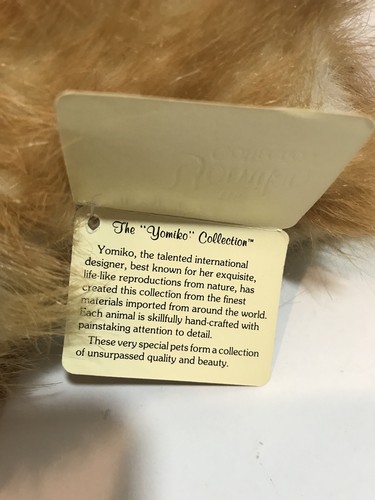 The "Yomiko" Collection™
Yomiko, the talented international
designer, best known for her exquisite,
life-like reproductions from nature, has
created this collection from the finest
materials imported from around the world.
Each animal is skillfully hand-crafted with
painstaking attention to detail.
These very special pets form a collection
of unsurpassed quality and beauty.